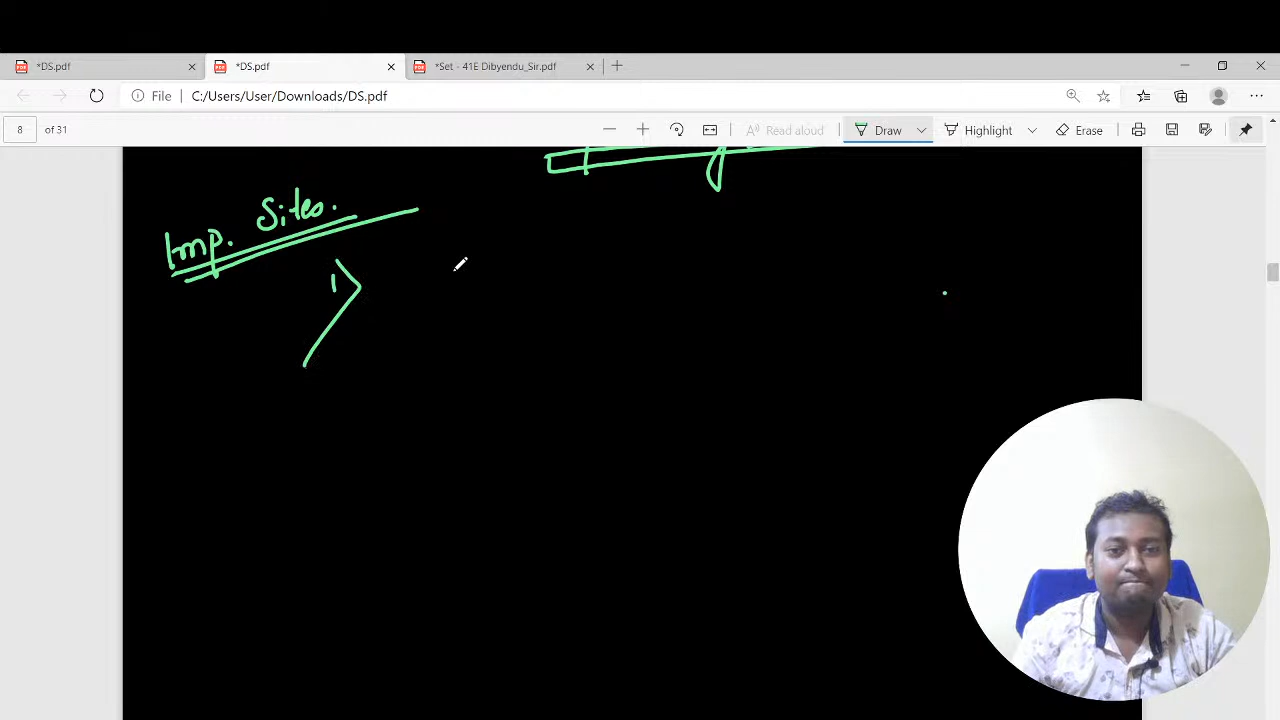 *DS.pdf
*DS.pdf
*Set - 41E Dibyendu_Sir.pdf
File C:/Users/User/Downloads/DS.pdf
8 of 31 Read aloud Draw Highlight Erase
Imp. Sites.
1)